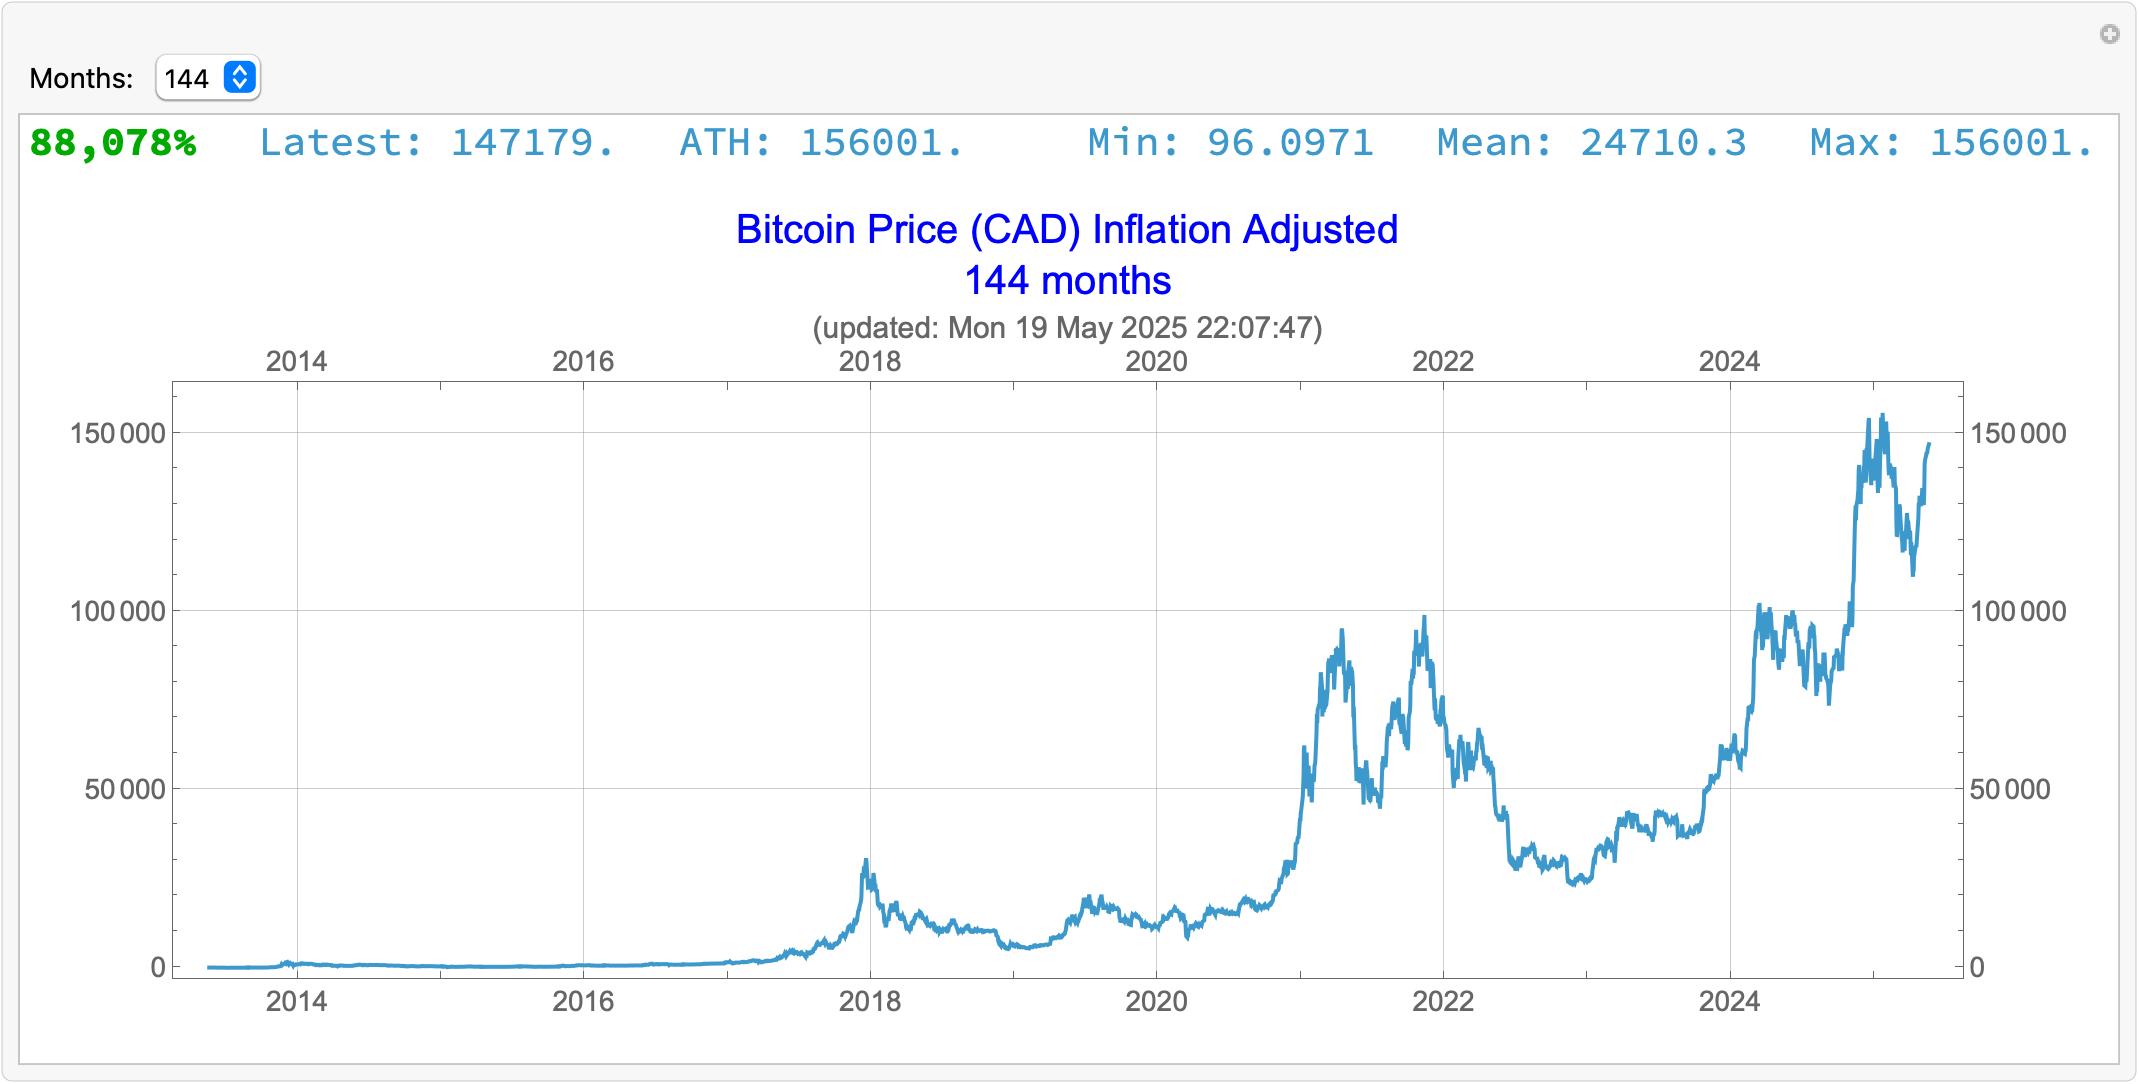 Months: 144
88,078% Latest: 147179. ATH: 156001. Min: 96.0971 Mean: 24710.3 Max: 156001.
Bitcoin Price (CAD) Inflation Adjusted
144 months
(updated: Mon 19 May 2025 22:07:47)
2014 2016 2018 2020 2022 2024
150 000 150 000
100 000 100 000
50 000 50 000
0 0
2014 2016 2018 2020 2022 2024